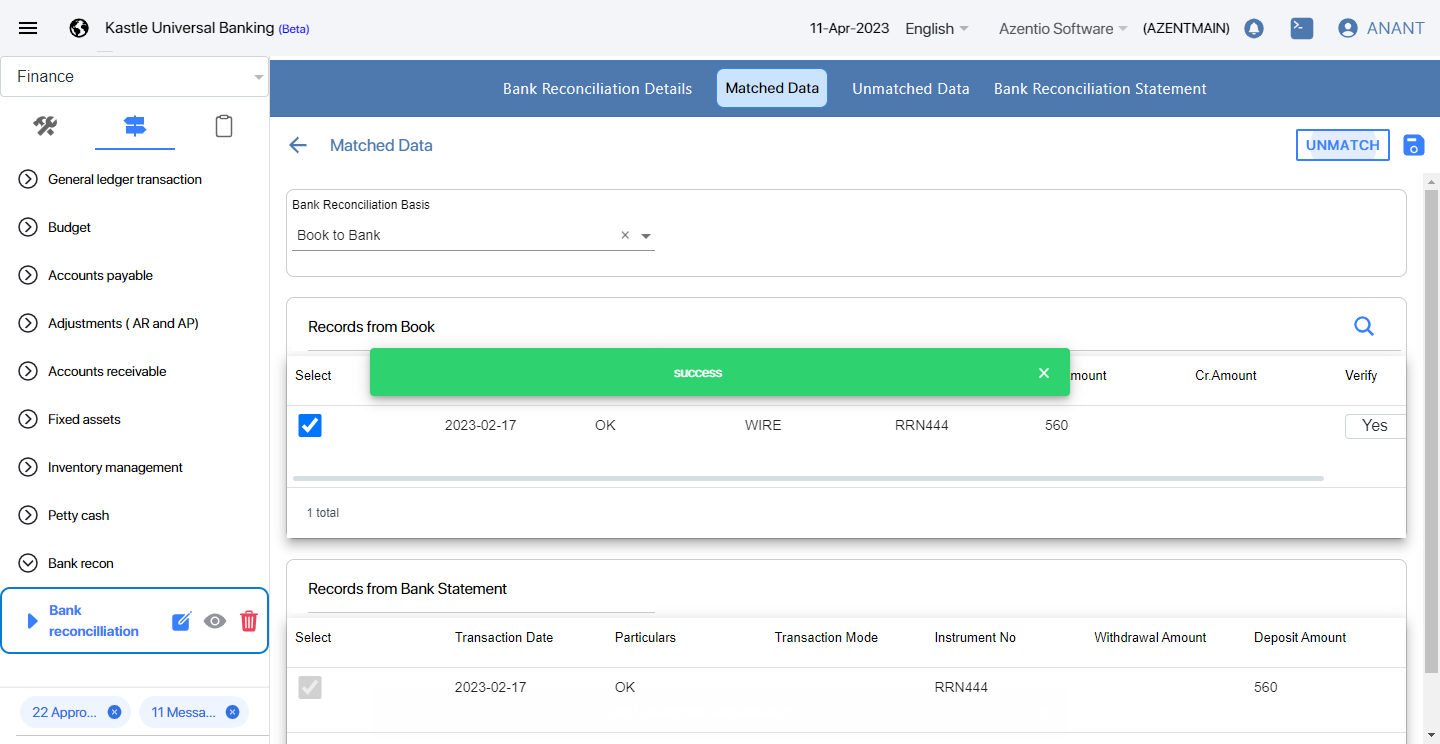 Kastle Universal Banking (Beta)
11-Apr-2023
English
Azentio Software
(AZENTMAIN)
ANANT
Finance
Bank Reconciliation Details
Matched Data
Unmatched Data
Bank Reconciliation Statement
General ledger transaction
Budget
Accounts payable
Adjustments ( AR and AP)
Accounts receivable
Fixed assets
Inventory management
Petty cash
Bank recon
Bank
reconcilliation
22 Appro...
11 Messa...
Matched Data
UNMATCH
Bank Reconciliation Basis
Book to Bank
Records from Book
success
Select mount Cr.Amount Verify
2023-02-17 OK WIRE RRN444 560 Yes
1 total
Records from Bank Statement
Select Transaction Date Particulars Transaction Mode Instrument No Withdrawal Amount Deposit Amount
2023-02-17 OK RRN444 560